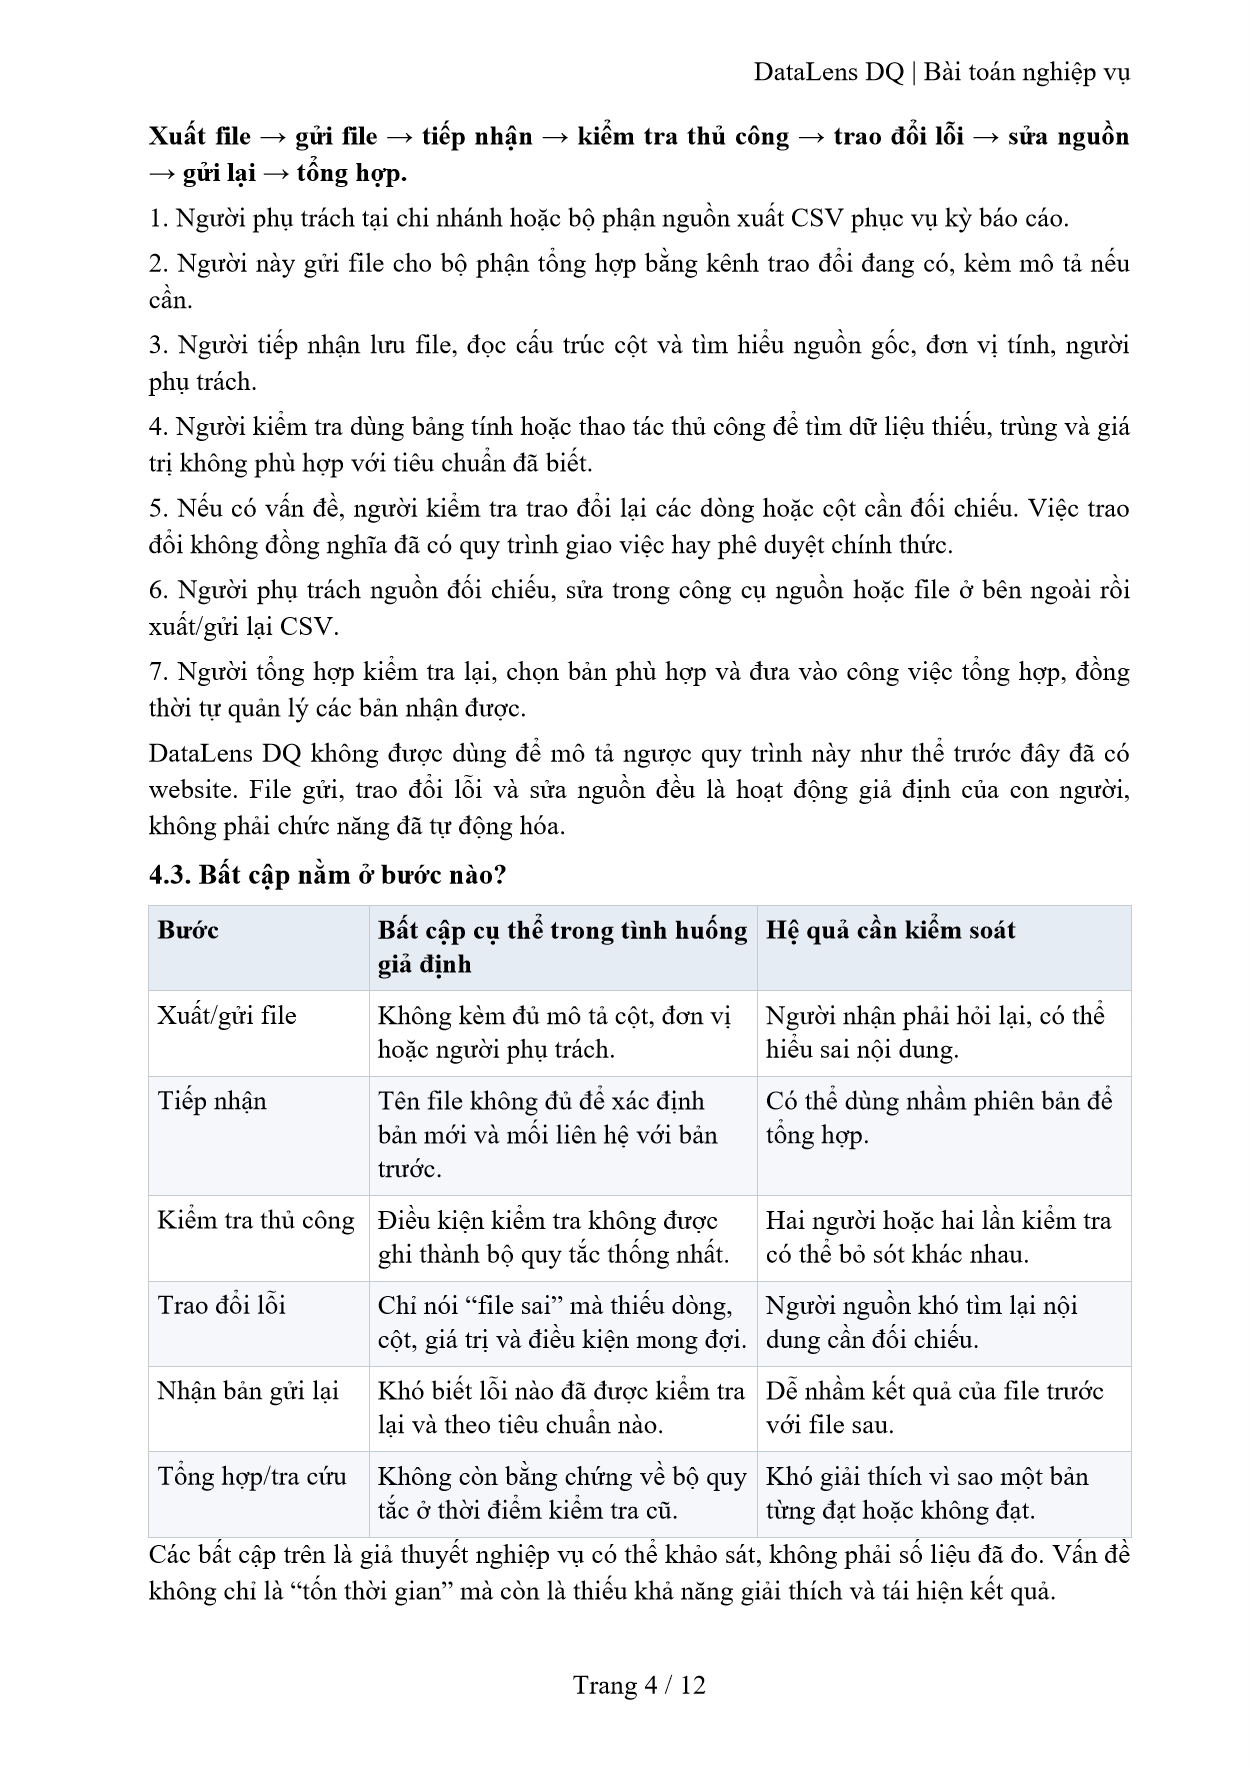 DataLens DQ | Bài toán nghiệp vụ
Xuất file → gửi file → tiếp nhận → kiểm tra thủ công → trao đổi lỗi → sửa nguồn
→ gửi lại → tổng hợp.
1. Người phụ trách tại chi nhánh hoặc bộ phận nguồn xuất CSV phục vụ kỳ báo cáo.
2. Người này gửi file cho bộ phận tổng hợp bằng kênh trao đổi đang có, kèm mô tả nếu
cần.
3. Người tiếp nhận lưu file, đọc cấu trúc cột và tìm hiểu nguồn gốc, đơn vị tính, người
phụ trách.
4. Người kiểm tra dùng bảng tính hoặc thao tác thủ công để tìm dữ liệu thiếu, trùng và giá
trị không phù hợp với tiêu chuẩn đã biết.
5. Nếu có vấn đề, người kiểm tra trao đổi lại các dòng hoặc cột cần đối chiếu. Việc trao
đổi không đồng nghĩa đã có quy trình giao việc hay phê duyệt chính thức.
6. Người phụ trách nguồn đối chiếu, sửa trong công cụ nguồn hoặc file ở bên ngoài rồi
xuất/gửi lại CSV.
7. Người tổng hợp kiểm tra lại, chọn bản phù hợp và đưa vào công việc tổng hợp, đồng
thời tự quản lý các bản nhận được.
DataLens DQ không được dùng để mô tả ngược quy trình này như thể trước đây đã có
website. File gửi, trao đổi lỗi và sửa nguồn đều là hoạt động giả định của con người,
không phải chức năng đã tự động hóa.
4.3. Bất cập nằm ở bước nào?
Bước
Bất cập cụ thể trong tình huống
giả định
Hệ quả cần kiểm soát
Xuất/gửi file
Không kèm đủ mô tả cột, đơn vị
hoặc người phụ trách.
Người nhận phải hỏi lại, có thể
hiểu sai nội dung.
Tiếp nhận
Tên file không đủ để xác định
bản mới và mối liên hệ với bản
trước.
Có thể dùng nhầm phiên bản để
tổng hợp.
Kiểm tra thủ công
Điều kiện kiểm tra không được
ghi thành bộ quy tắc thống nhất.
Hai người hoặc hai lần kiểm tra
có thể bỏ sót khác nhau.
Trao đổi lỗi
Chỉ nói “file sai” mà thiếu dòng,
cột, giá trị và điều kiện mong đợi.
Người nguồn khó tìm lại nội
dung cần đối chiếu.
Nhận bản gửi lại
Khó biết lỗi nào đã được kiểm tra
lại và theo tiêu chuẩn nào.
Dễ nhầm kết quả của file trước
với file sau.
Tổng hợp/tra cứu
Không còn bằng chứng về bộ quy
tắc ở thời điểm kiểm tra cũ.
Khó giải thích vì sao một bản
từng đạt hoặc không đạt.
Các bất cập trên là giả thuyết nghiệp vụ có thể khảo sát, không phải số liệu đã đo. Vấn đề
không chỉ là “tốn thời gian” mà còn là thiếu khả năng giải thích và tái hiện kết quả.
Trang 4 / 12